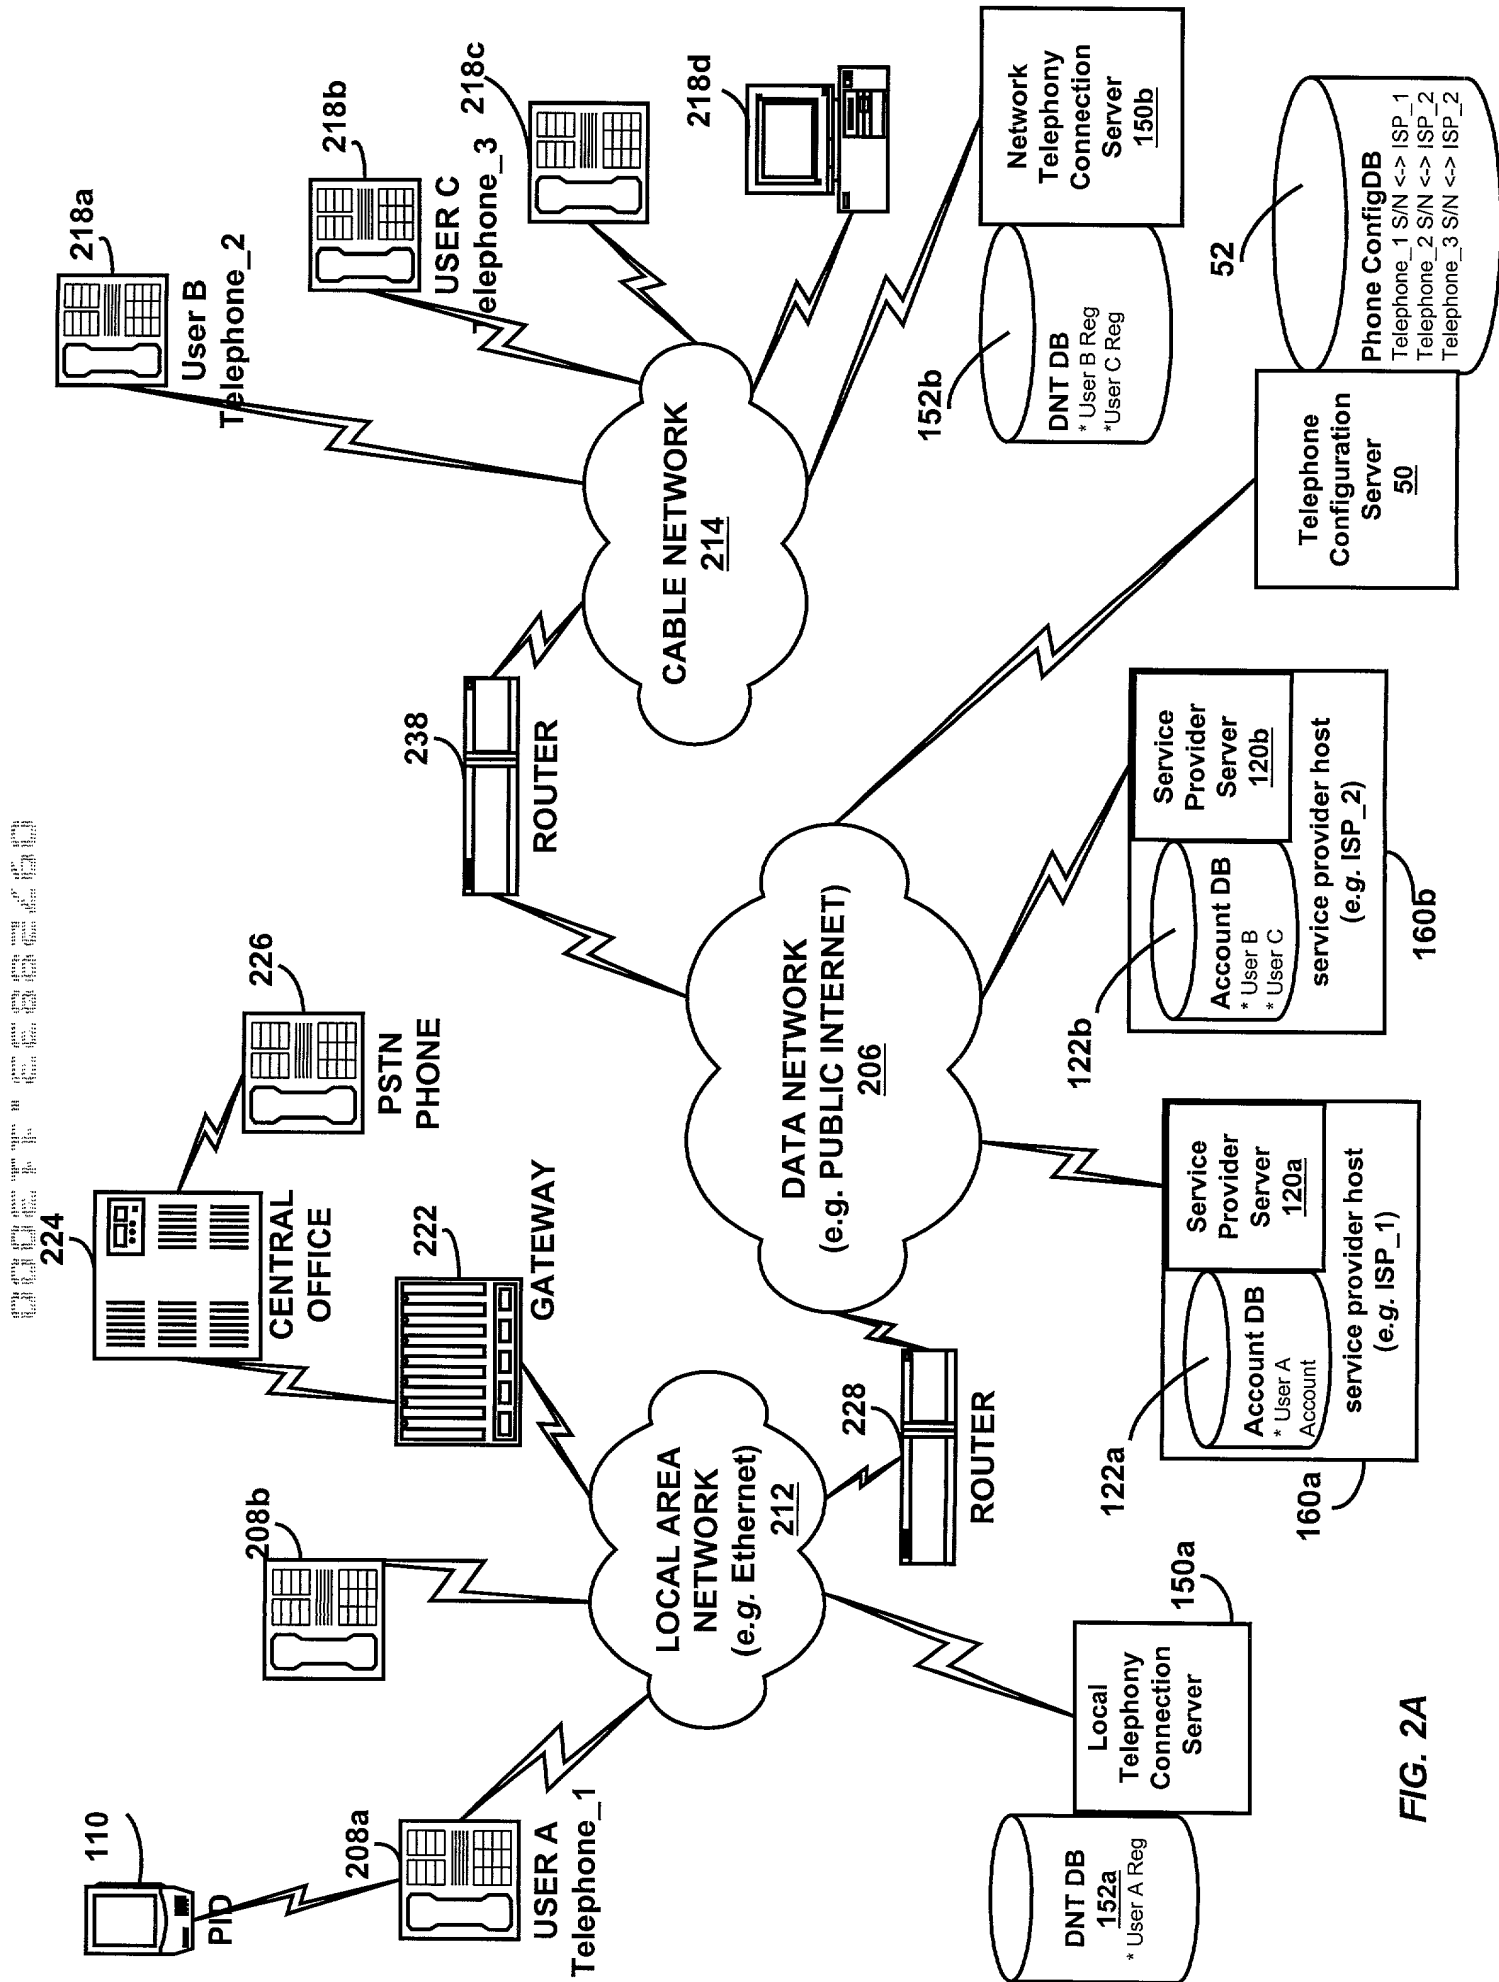 110
PID
208a
USER A
Telephone_1
208b
224
CENTRAL
OFFICE
226
PSTN
PHONE
222
GATEWAY
LOCAL AREA
NETWORK
(e.g. Ethernet)
212
228
ROUTER
DNT DB
152a
* User A Reg
Local
Telephony
Connection
Server
150a
238
ROUTER
DATA NETWORK
(e.g. PUBLIC INTERNET)
206
218a
User B
Telephone_2
218b
USER C
Telephone_3
218c
218d
CABLE NETWORK
214
Network
Telephony
Connection
Server
150b
152b
DNT DB
* User B Reg
*User C Reg
52
Phone ConfigDB
Telephone_1 S/N <-> ISP_1
Telephone_2 S/N <-> ISP_2
Telephone_3 S/N <-> ISP_2
Telephone
Configuration
Server
50
Service
Provider
Server
120a
Account DB
* User A
Account
122a
service provider host
(e.g. ISP_1)
160a
Service
Provider
Server
120b
Account DB
* User B
* User C
122b
service provider host
(e.g. ISP_2)
160b
FIG. 2A